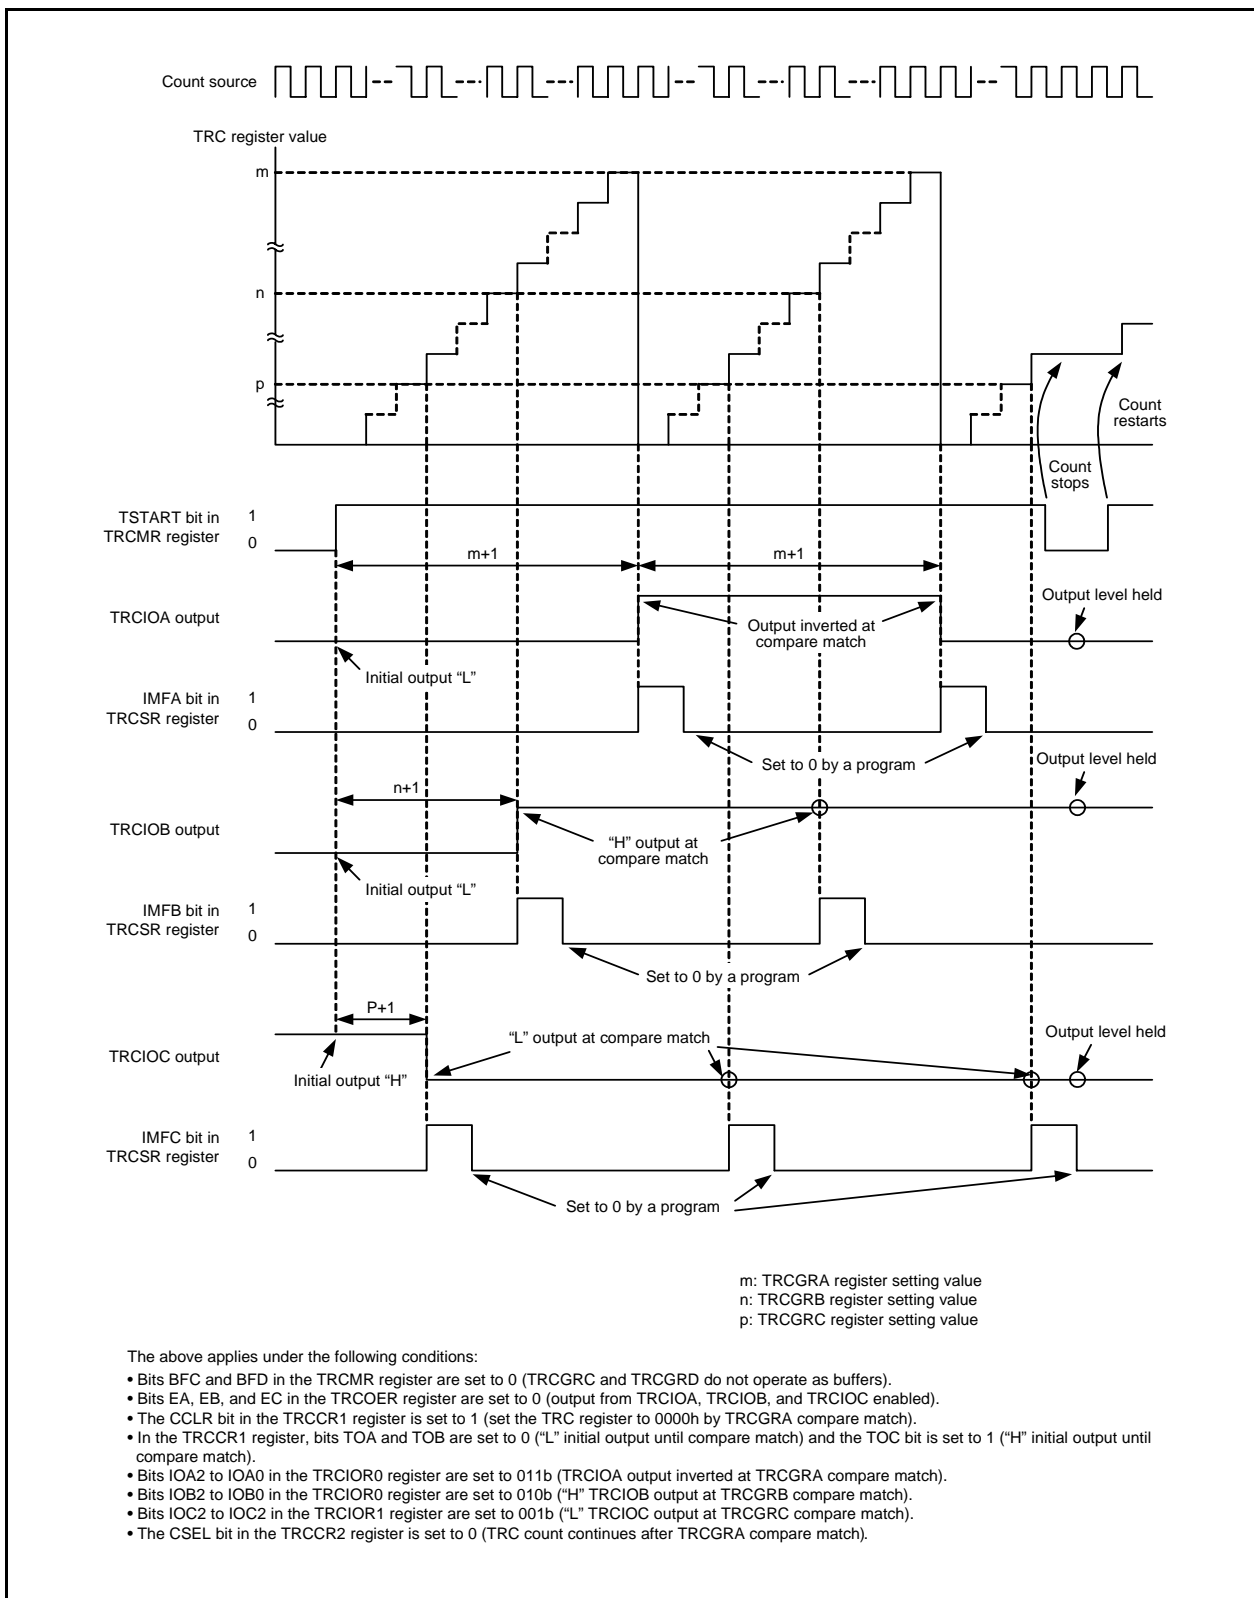 Count source
TRC register value
m
n
p
Count
restarts
Count
stops
TSTART bit in
TRCMR register
1
0
m+1
m+1
TRCIOA output
Output level held
Output inverted at
compare match
Initial output “L”
IMFA bit in
TRCSR register
1
0
Set to 0 by a program
Output level held
n+1
TRCIOB output
“H” output at
compare match
Initial output “L”
IMFB bit in
TRCSR register
1
0
Set to 0 by a program
P+1
“L” output at compare match
Output level held
TRCIOC output
Initial output “H”
IMFC bit in
TRCSR register
1
0
Set to 0 by a program
m: TRCGRA register setting value
n: TRCGRB register setting value
p: TRCGRC register setting value
The above applies under the following conditions:
• Bits BFC and BFD in the TRCMR register are set to 0 (TRCGRC and TRCGRD do not operate as buffers).
• Bits EA, EB, and EC in the TRCOER register are set to 0 (output from TRCIOA, TRCIOB, and TRCIOC enabled).
• The CCLR bit in the TRCCR1 register is set to 1 (set the TRC register to 0000h by TRCGRA compare match).
• In the TRCCR1 register, bits TOA and TOB are set to 0 (“L” initial output until compare match) and the TOC bit is set to 1 (“H” initial output until
compare match).
• Bits IOA2 to IOA0 in the TRCIOR0 register are set to 011b (TRCIOA output inverted at TRCGRA compare match).
• Bits IOB2 to IOB0 in the TRCIOR0 register are set to 010b (“H” TRCIOB output at TRCGRB compare match).
• Bits IOC2 to IOC2 in the TRCIOR1 register are set to 001b (“L” TRCIOC output at TRCGRC compare match).
• The CSEL bit in the TRCCR2 register is set to 0 (TRC count continues after TRCGRA compare match).